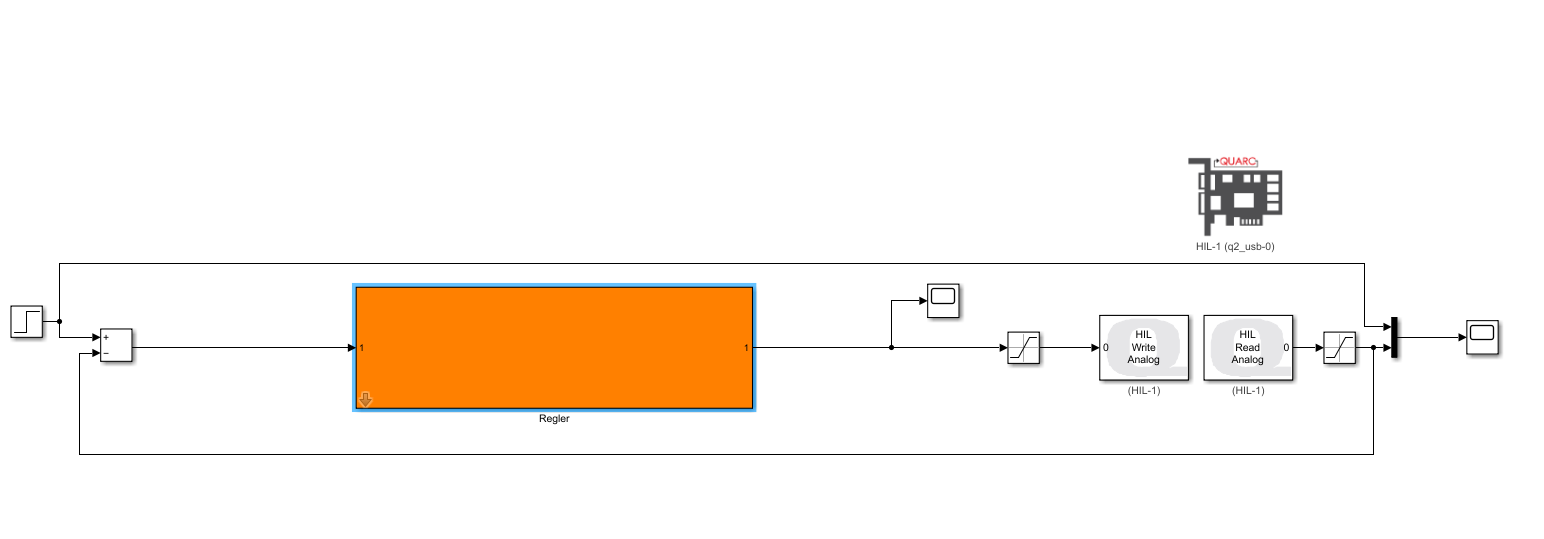 QUARC
HIL-1 (q2_usb-0)
+
−
1
1
Regler
0
HIL
Write
Analog
(HIL-1)
HIL
Read
Analog
0
(HIL-1)